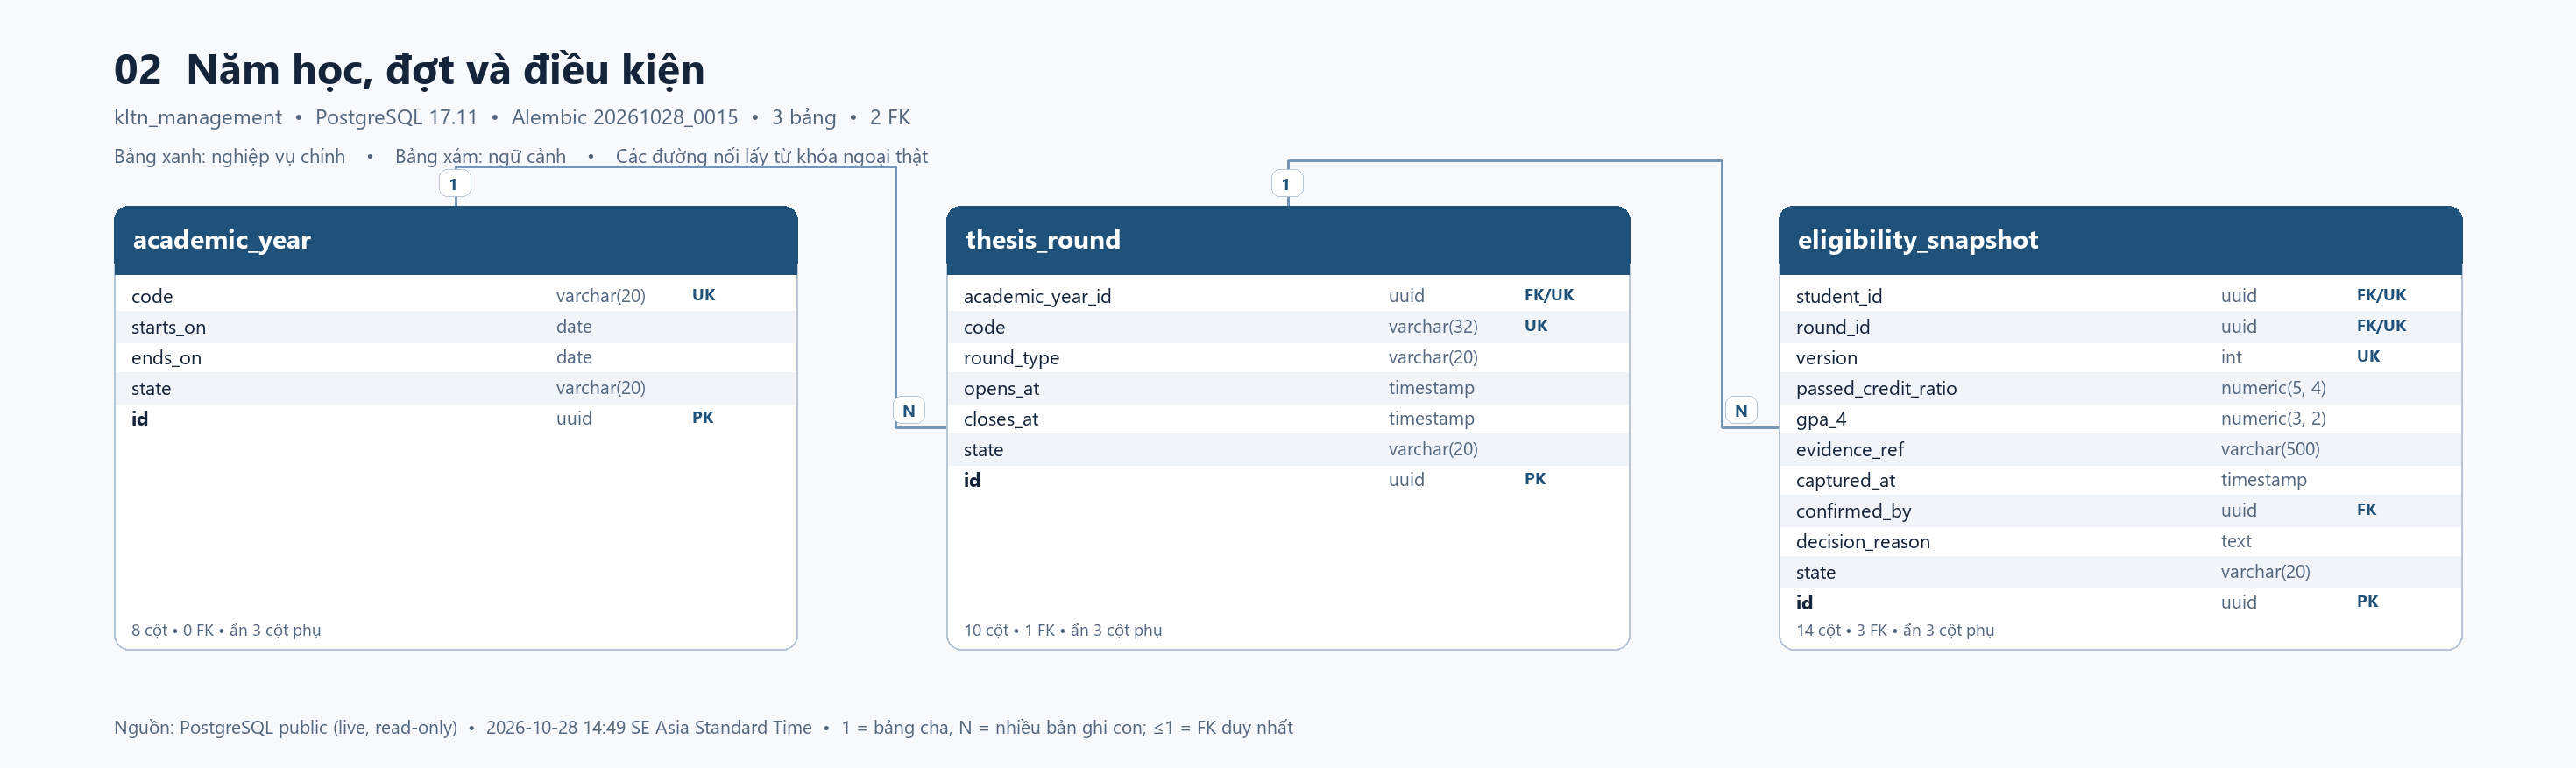 02 Năm học, đợt và điều kiện
kltn_management • PostgreSQL 17.11 • Alembic 20261028_0015 • 3 bảng • 2 FK
Bảng xanh: nghiệp vụ chính • Bảng xám: ngữ cảnh • Các đường nối lấy từ khóa ngoại thật
1
N
academic_year
code varchar(20) UK
starts_on date
ends_on date
state varchar(20)
id uuid PK
8 cột • 0 FK • ẩn 3 cột phụ
1
N
thesis_round
academic_year_id uuid FK/UK
code varchar(32) UK
round_type varchar(20)
opens_at timestamp
closes_at timestamp
state varchar(20)
id uuid PK
10 cột • 1 FK • ẩn 3 cột phụ
eligibility_snapshot
student_id uuid FK/UK
round_id uuid FK/UK
version int UK
passed_credit_ratio numeric(5, 4)
gpa_4 numeric(3, 2)
evidence_ref varchar(500)
captured_at timestamp
confirmed_by uuid FK
decision_reason text
state varchar(20)
id uuid PK
14 cột • 3 FK • ẩn 3 cột phụ
Nguồn: PostgreSQL public (live, read-only) • 2026-10-28 14:49 SE Asia Standard Time • 1 = bảng cha, N = nhiều bản ghi con; ≤1 = FK duy nhất